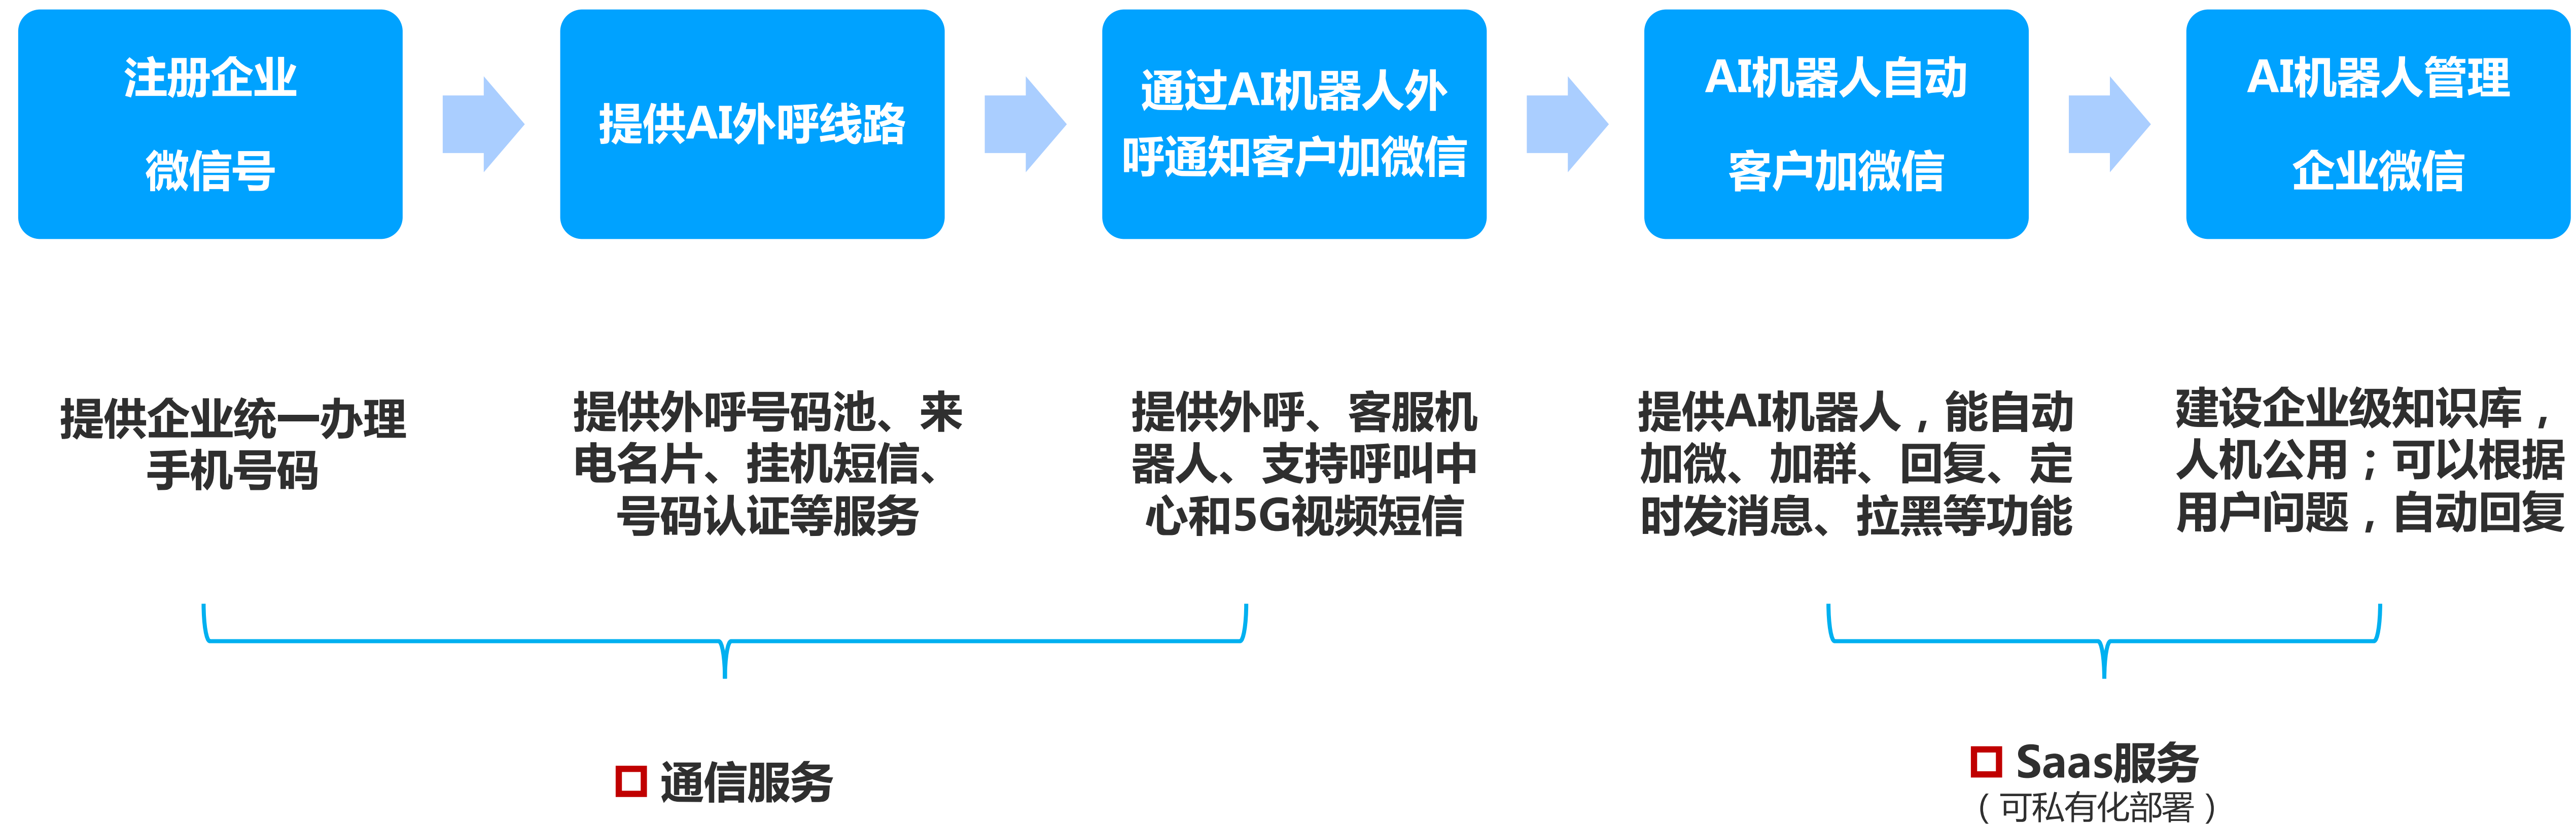 注册企业
微信号
提供AI外呼线路
通过AI机器人外
呼通知客户加微信
AI机器人自动
客户加微信
AI机器人管理
企业微信
提供企业统一办理
手机号码
提供外呼号码池、来
电名片、挂机短信、
号码认证等服务
提供外呼、客服机
器人、支持呼叫中
心和5G视频短信
提供AI机器人，能自动
加微、加群、回复、定
时发消息、拉黑等功能
建设企业级知识库，
人机公用；可以根据
用户问题，自动回复
通信服务
Saas服务
（可私有化部署）